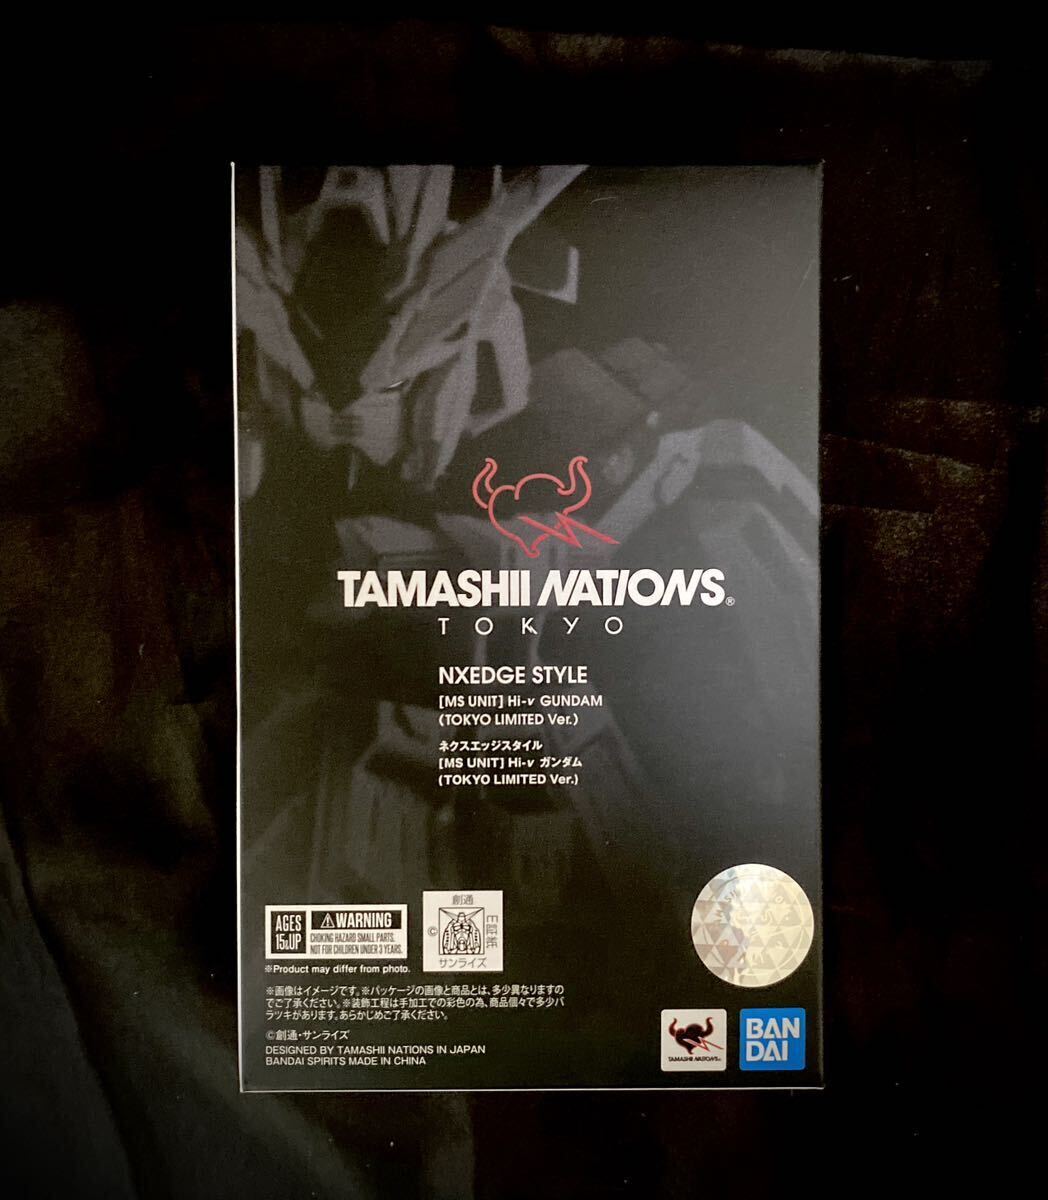 TAMASHII NATIONS®
TOKYO
NXEDGE STYLE
[MS UNIT] Hi-ν GUNDAM
(TOKYO LIMITED Ver.)
ネクスエッジスタイル
[MS UNIT] Hi-ν ガンダム
(TOKYO LIMITED Ver.)
AGES
15&UP
⚠WARNING
CHOKING HAZARD SMALL PARTS.
NOT FOR CHILDREN UNDER 3 YEARS.
※Product may differ from photo.
創通
©
証紙
サンライズ
※画像はイメージです。※パッケージの画像と商品とは、多少異なりますの
でご了承ください。※装飾工程は手加工での彩色の為、商品個々で多少バ
ラツキがあります。あらかじめご了承ください。
©創通・サンライズ
DESIGNED BY TAMASHII NATIONS IN JAPAN
BANDAI SPIRITS MADE IN CHINA
TAMASHII NATIONS
BAN
DAI